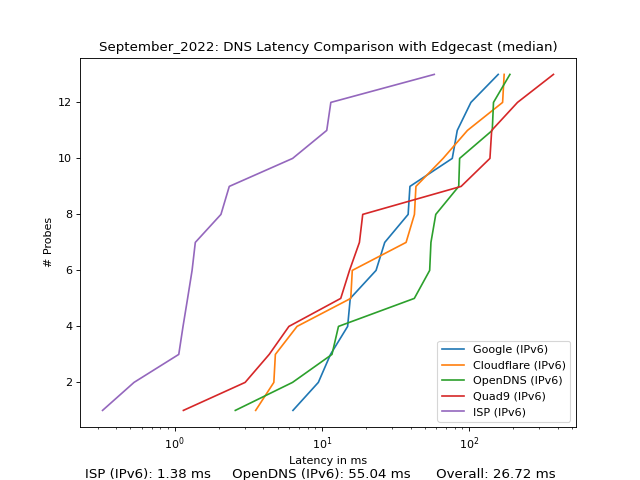 September_2022: DNS Latency Comparison with Edgecast (median)
# Probes
12
10
8
6
4
2
Google (IPv6)
Cloudflare (IPv6)
OpenDNS (IPv6)
Quad9 (IPv6)
ISP (IPv6)
10⁰ 10¹ 10²
Latency in ms
ISP (IPv6): 1.38 ms OpenDNS (IPv6): 55.04 ms Overall: 26.72 ms